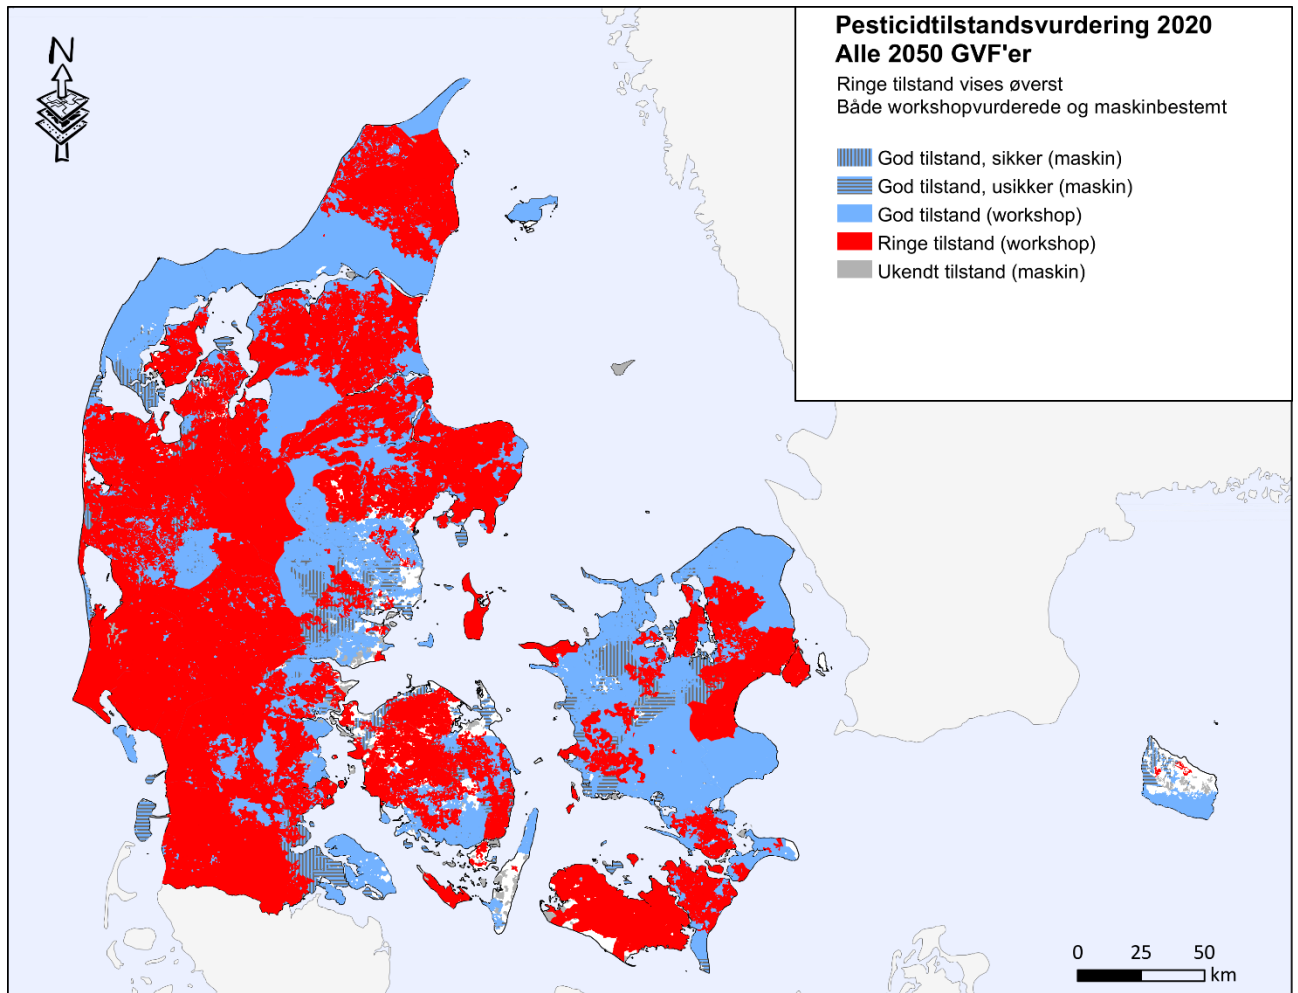 N
Pesticidtilstandsvurdering 2020
Alle 2050 GVF'er
Ringe tilstand vises øverst
Både workshopvurderede og maskinbestemt
God tilstand, sikker (maskin)
God tilstand, usikker (maskin)
God tilstand (workshop)
Ringe tilstand (workshop)
Ukendt tilstand (maskin)
0 25 50
km